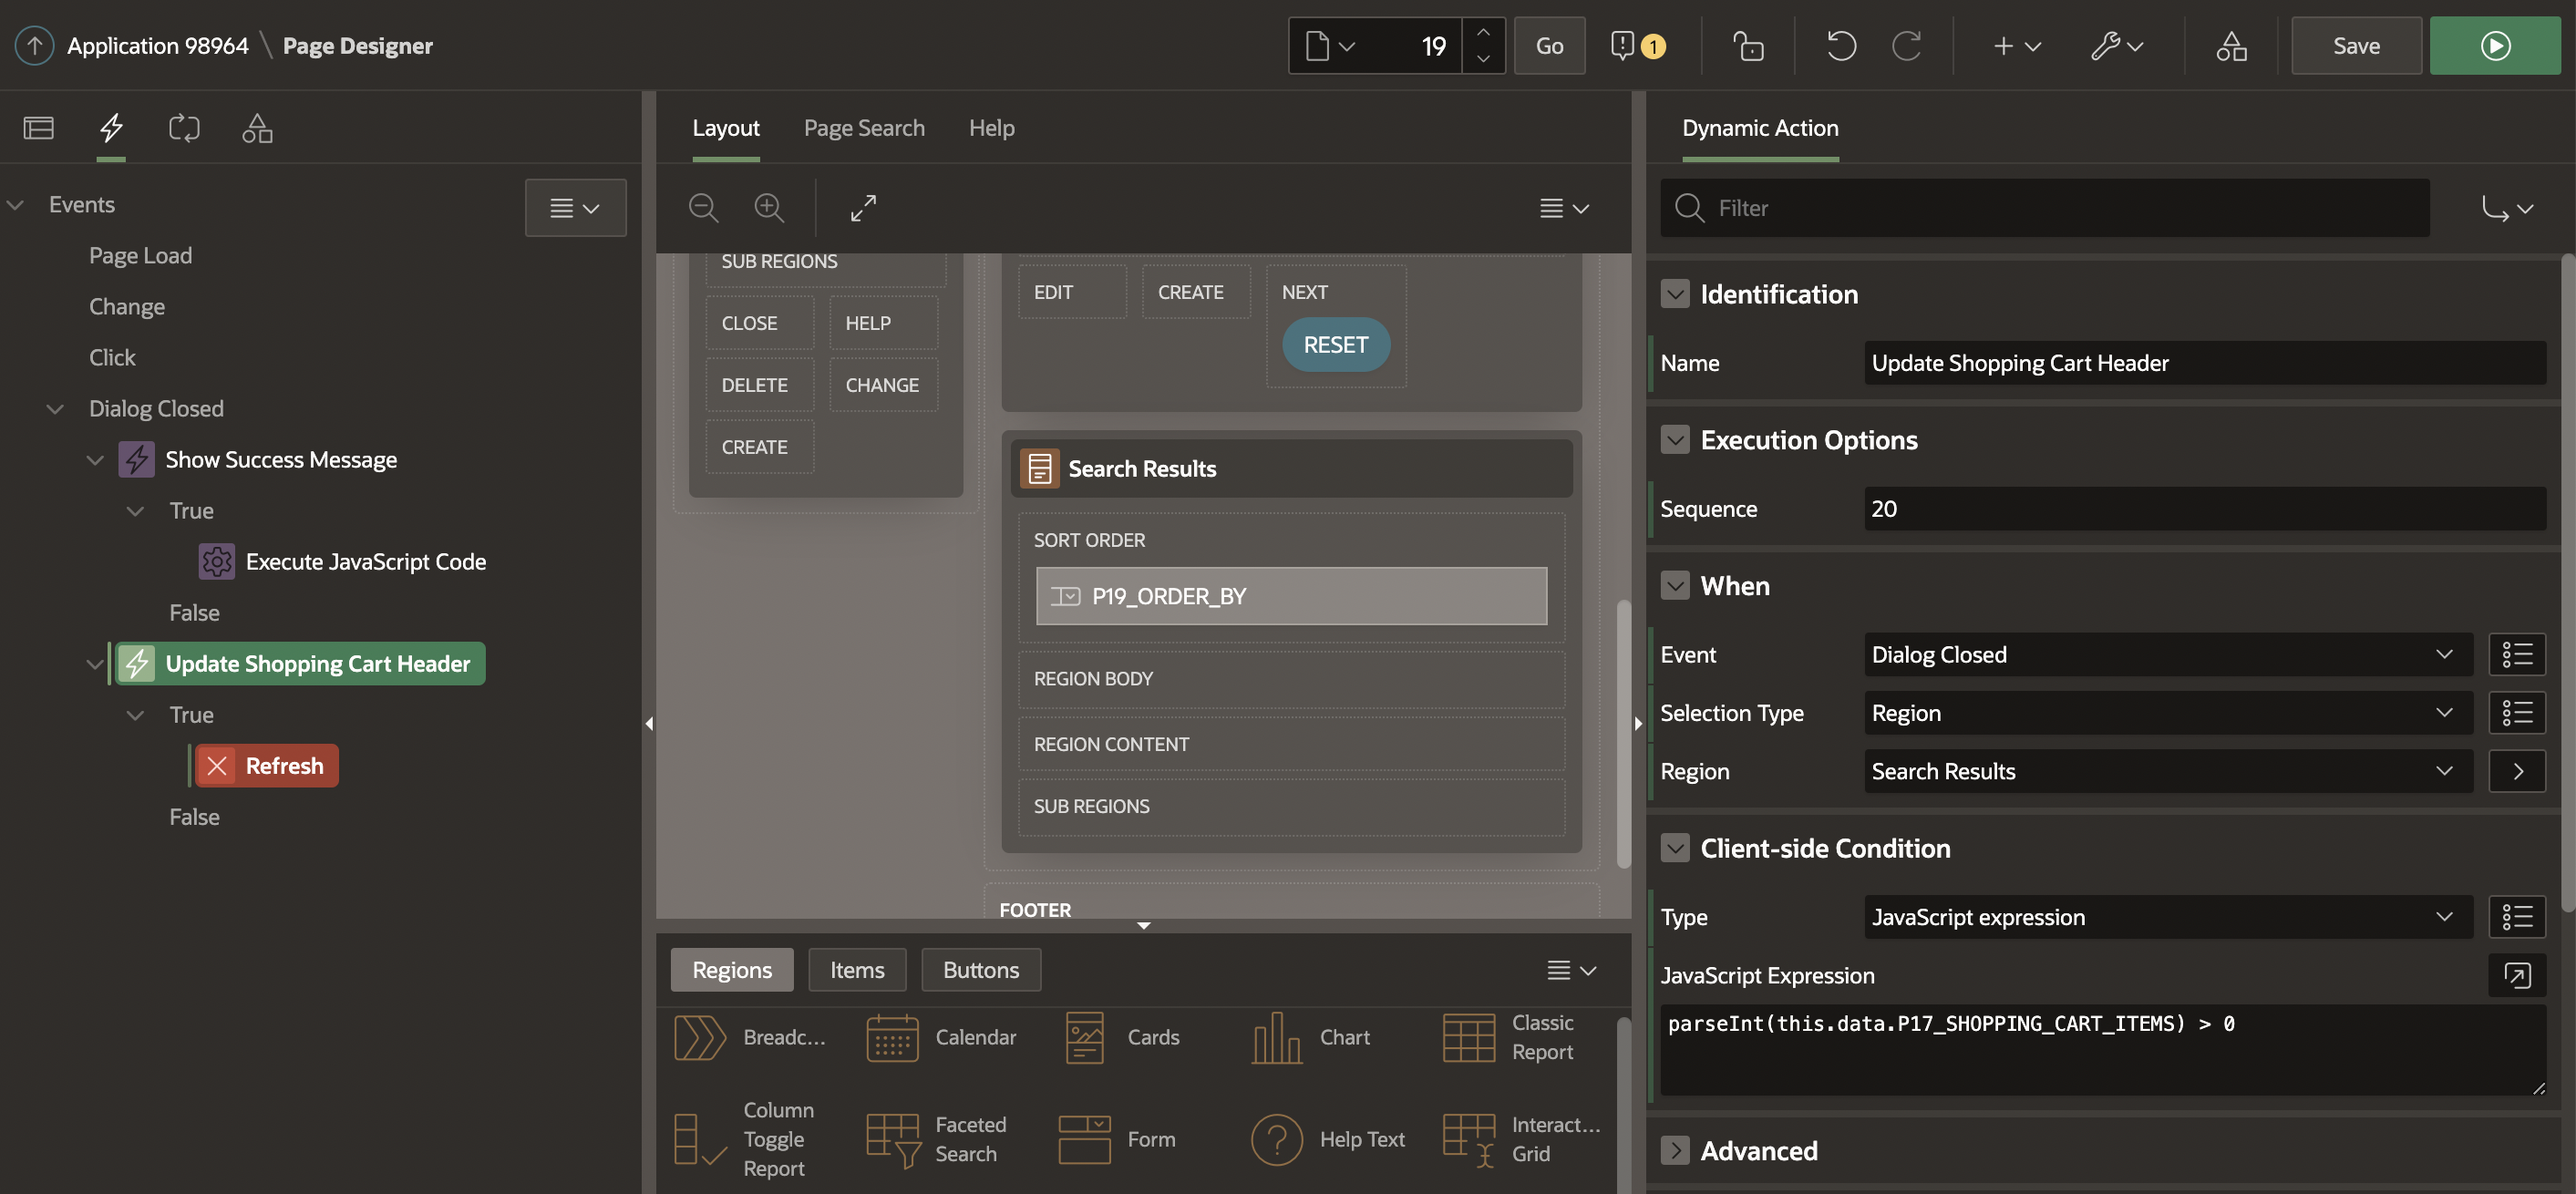 Application 98964 \ Page Designer
19
Go
1
Save
Events
Page Load
Change
Click
Dialog Closed
Show Success Message
True
Execute JavaScript Code
False
Update Shopping Cart Header
True
Refresh
False
Layout
Page Search
Help
SUB REGIONS
CLOSE
HELP
DELETE
CHANGE
CREATE
EDIT
CREATE
NEXT
RESET
Search Results
SORT ORDER
P19_ORDER_BY
REGION BODY
REGION CONTENT
SUB REGIONS
FOOTER
Regions
Items
Buttons
Breadc...
Calendar
Cards
Chart
Classic
Report
Column
Toggle
Report
Faceted
Search
Form
Help Text
Interact...
Grid
Dynamic Action
Filter
Identification
Name
Update Shopping Cart Header
Execution Options
Sequence
20
When
Event
Dialog Closed
Selection Type
Region
Region
Search Results
Client-side Condition
Type
JavaScript expression
JavaScript Expression
parseInt(this.data.P17_SHOPPING_CART_ITEMS) > 0
Advanced